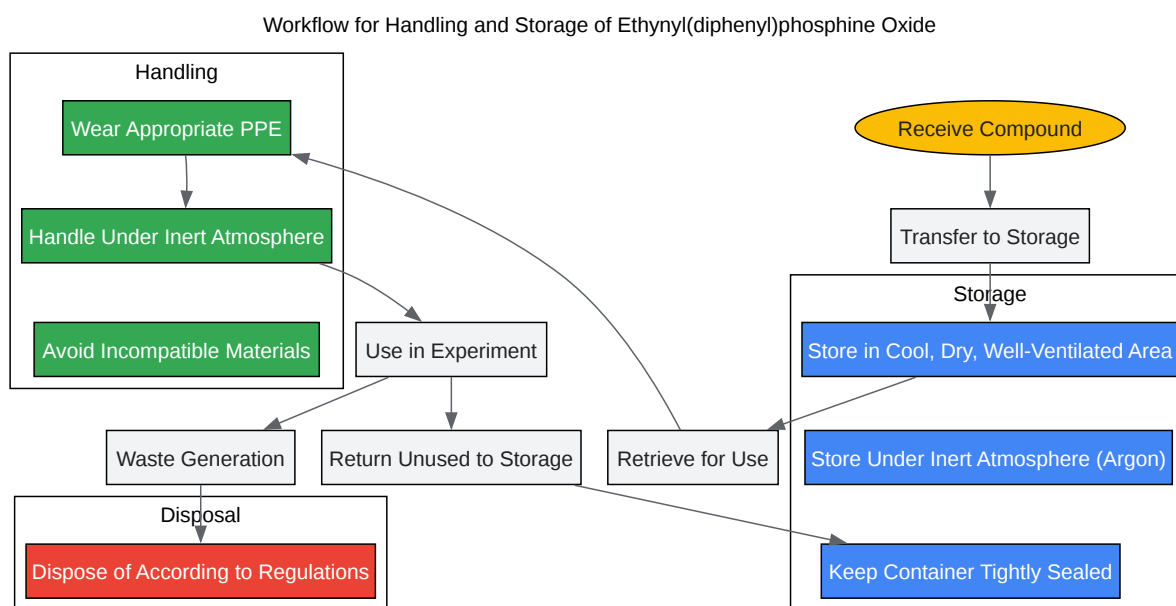 Workflow for Handling and Storage of Ethynyl(diphenyl)phosphine Oxide
Handling
Wear Appropriate PPE
Receive Compound
Handle Under Inert Atmosphere
Transfer to Storage
Storage
Avoid Incompatible Materials
Use in Experiment
Store in Cool, Dry, Well-Ventilated Area
Waste Generation
Return Unused to Storage
Retrieve for Use
Store Under Inert Atmosphere (Argon)
Disposal
Dispose of According to Regulations
Keep Container Tightly Sealed